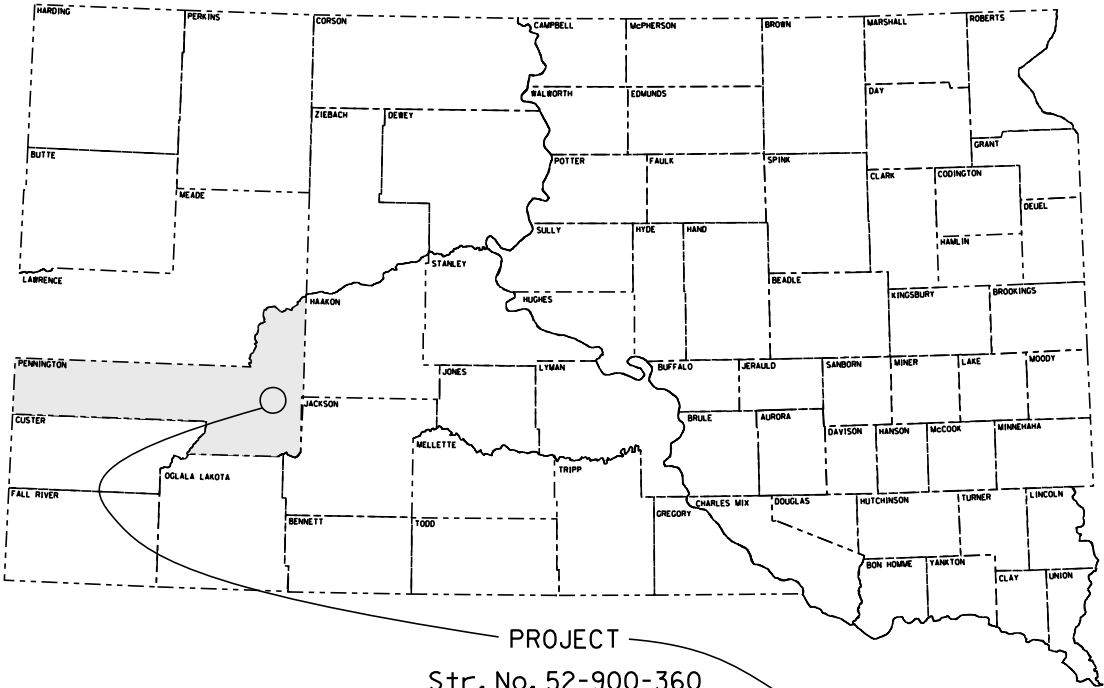 HARDING
PERKINS
CORSON
CAMPBELL
McPHERSON
BROWN
MARSHALL
ROBERTS
WALWORTH
EDMUNDS
DAY
ZIEBACH
DEWEY
GRANT
BUTTE
POTTER
FAULK
SPINK
CLARK
CODINGTON
MEADE
DEUEL
SULLY
HYDE
HAND
HAMLIN
STANLEY
LAWRENCE
BEADLE
HAAKON
HUGHES
KINGSBURY
BROOKINGS
PENNINGTON
JONES
LYMAN
BUFFALO
JERAULD
SANBORN
MINER
LAKE
MOODY
JACKSON
CUSTER
BRULE
AURORA
DAVISON
HANSON
McCOOK
MINNEHAHA
MELLETTE
TRIPP
OGLALA LAKOTA
FALL RIVER
CHARLES MIX
DOUGLAS
HUTCHINSON
TURNER
LINCOLN
GREGORY
BENNETT
TODD
BON HOMME
YANKTON
CLAY
UNION
PROJECT
Str. No. 52-900-360